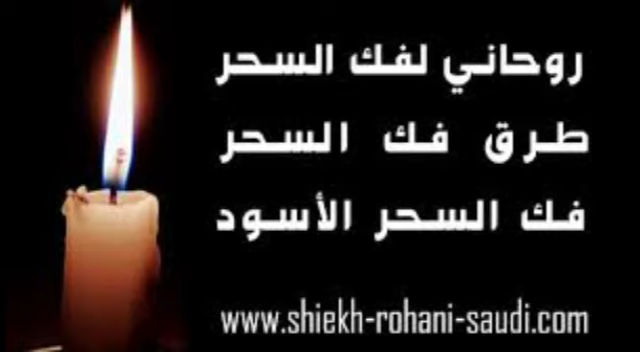 روحاني لفك السحر
طرق فك السحر
فك السحر الأسود
www.shiekh-rohani-saudi.com